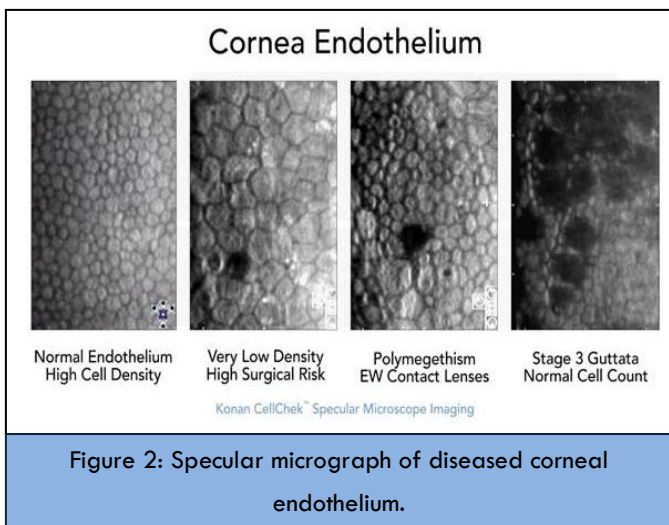 Cornea Endothelium
Normal Endothelium
High Cell Density
Very Low Density
High Surgical Risk
Polymegethism
EW Contact Lenses
Stage 3 Guttata
Normal Cell Count
Konan CellChek™ Specular Microscope Imaging
Figure 2: Specular micrograph of diseased corneal
endothelium.